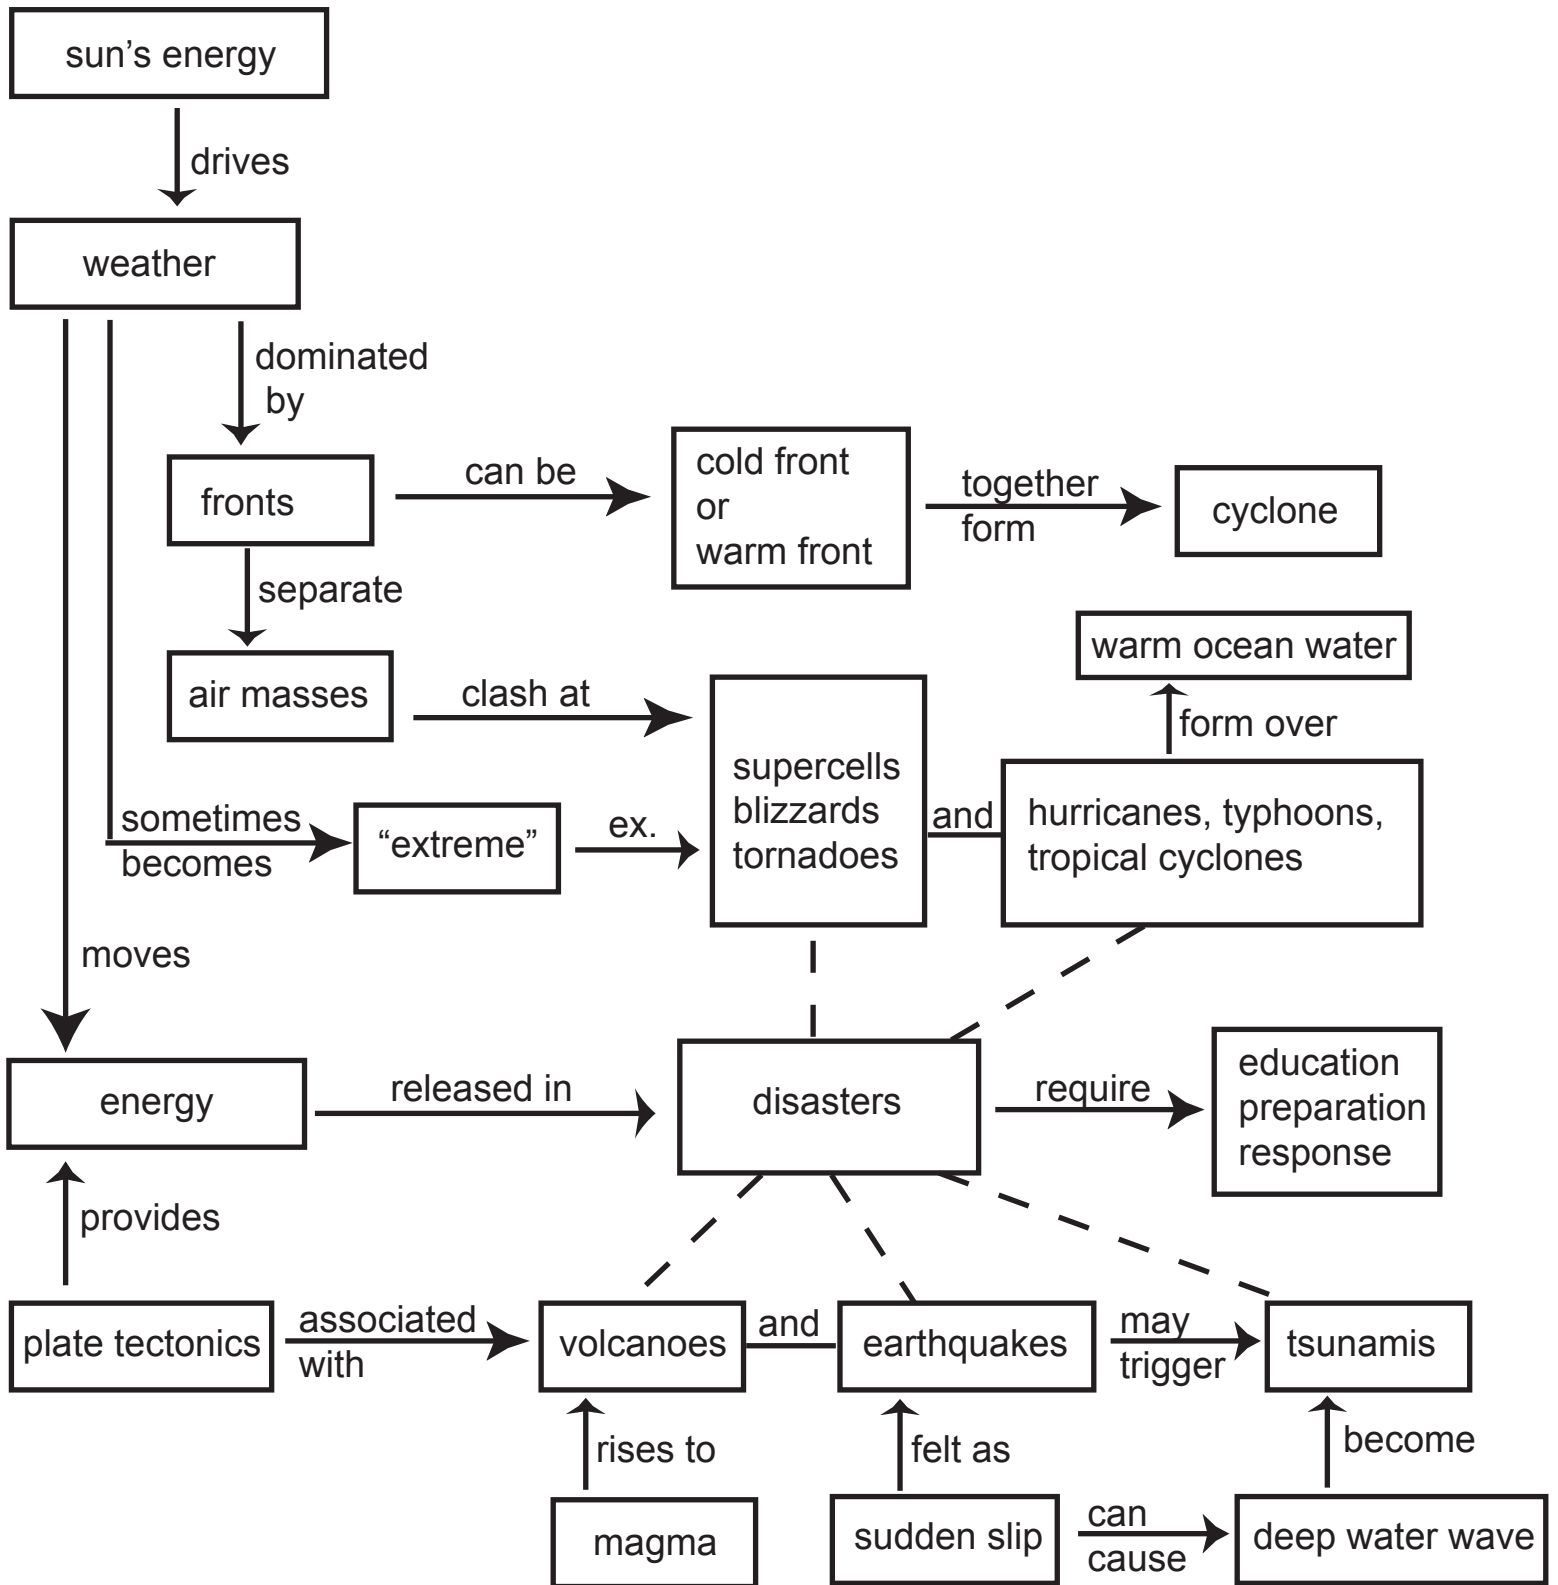 sun’s energy
drives
weather
dominated
by
fronts
can be
cold front
or
warm front
together
form
cyclone
separate
air masses
clash at
warm ocean water
form over
supercells
blizzards
tornadoes
and
hurricanes, typhoons,
tropical cyclones
sometimes
becomes
“extreme”
ex.
moves
energy
released in
disasters
require
education
preparation
response
provides
plate tectonics
associated
with
volcanoes
and
earthquakes
may
trigger
tsunamis
rises to
felt as
become
magma
sudden slip
can
cause
deep water wave